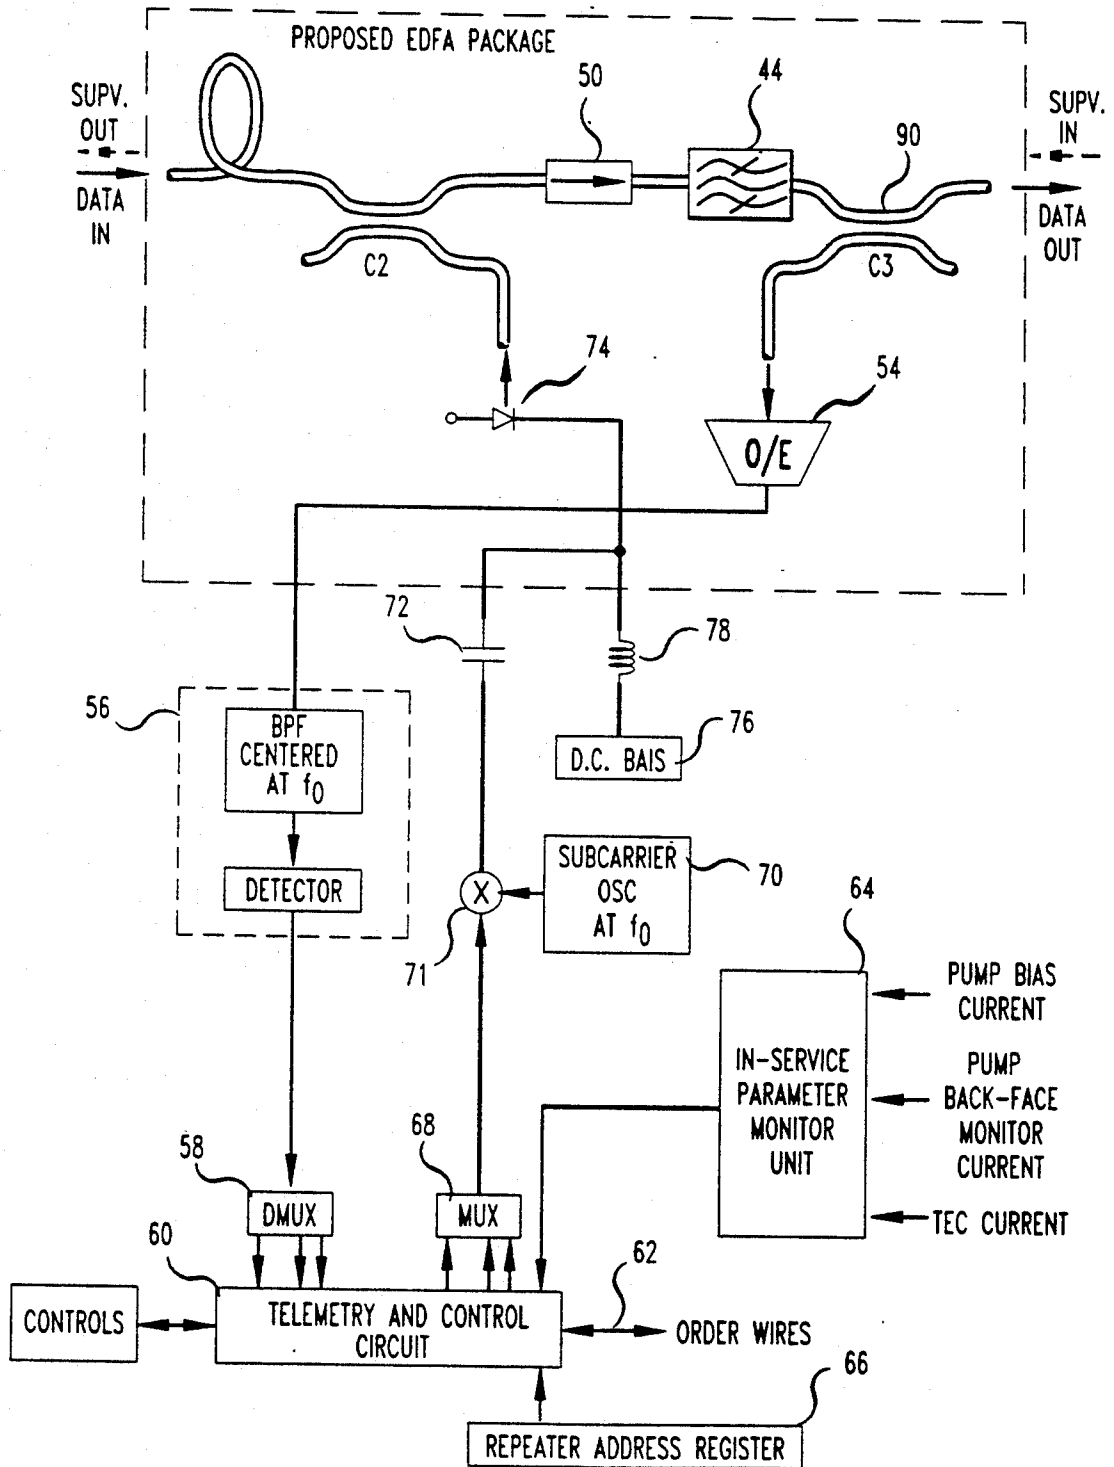 PROPOSED EDFA PACKAGE
50
44
90
SUPV.
OUT
DATA
IN
SUPV.
IN
DATA
OUT
C2
C3
74
54
O/E
72
78
56
BPF
CENTERED
AT f0
D.C. BAIS
76
DETECTOR
X
71
SUBCARRIER
OSC
AT f0
70
64
IN-SERVICE
PARAMETER
MONITOR
UNIT
PUMP BIAS
CURRENT
PUMP
BACK-FACE
MONITOR
CURRENT
TEC CURRENT
58
DMUX
68
MUX
60
CONTROLS
TELEMETRY AND CONTROL
CIRCUIT
62
ORDER WIRES
66
REPEATER ADDRESS REGISTER